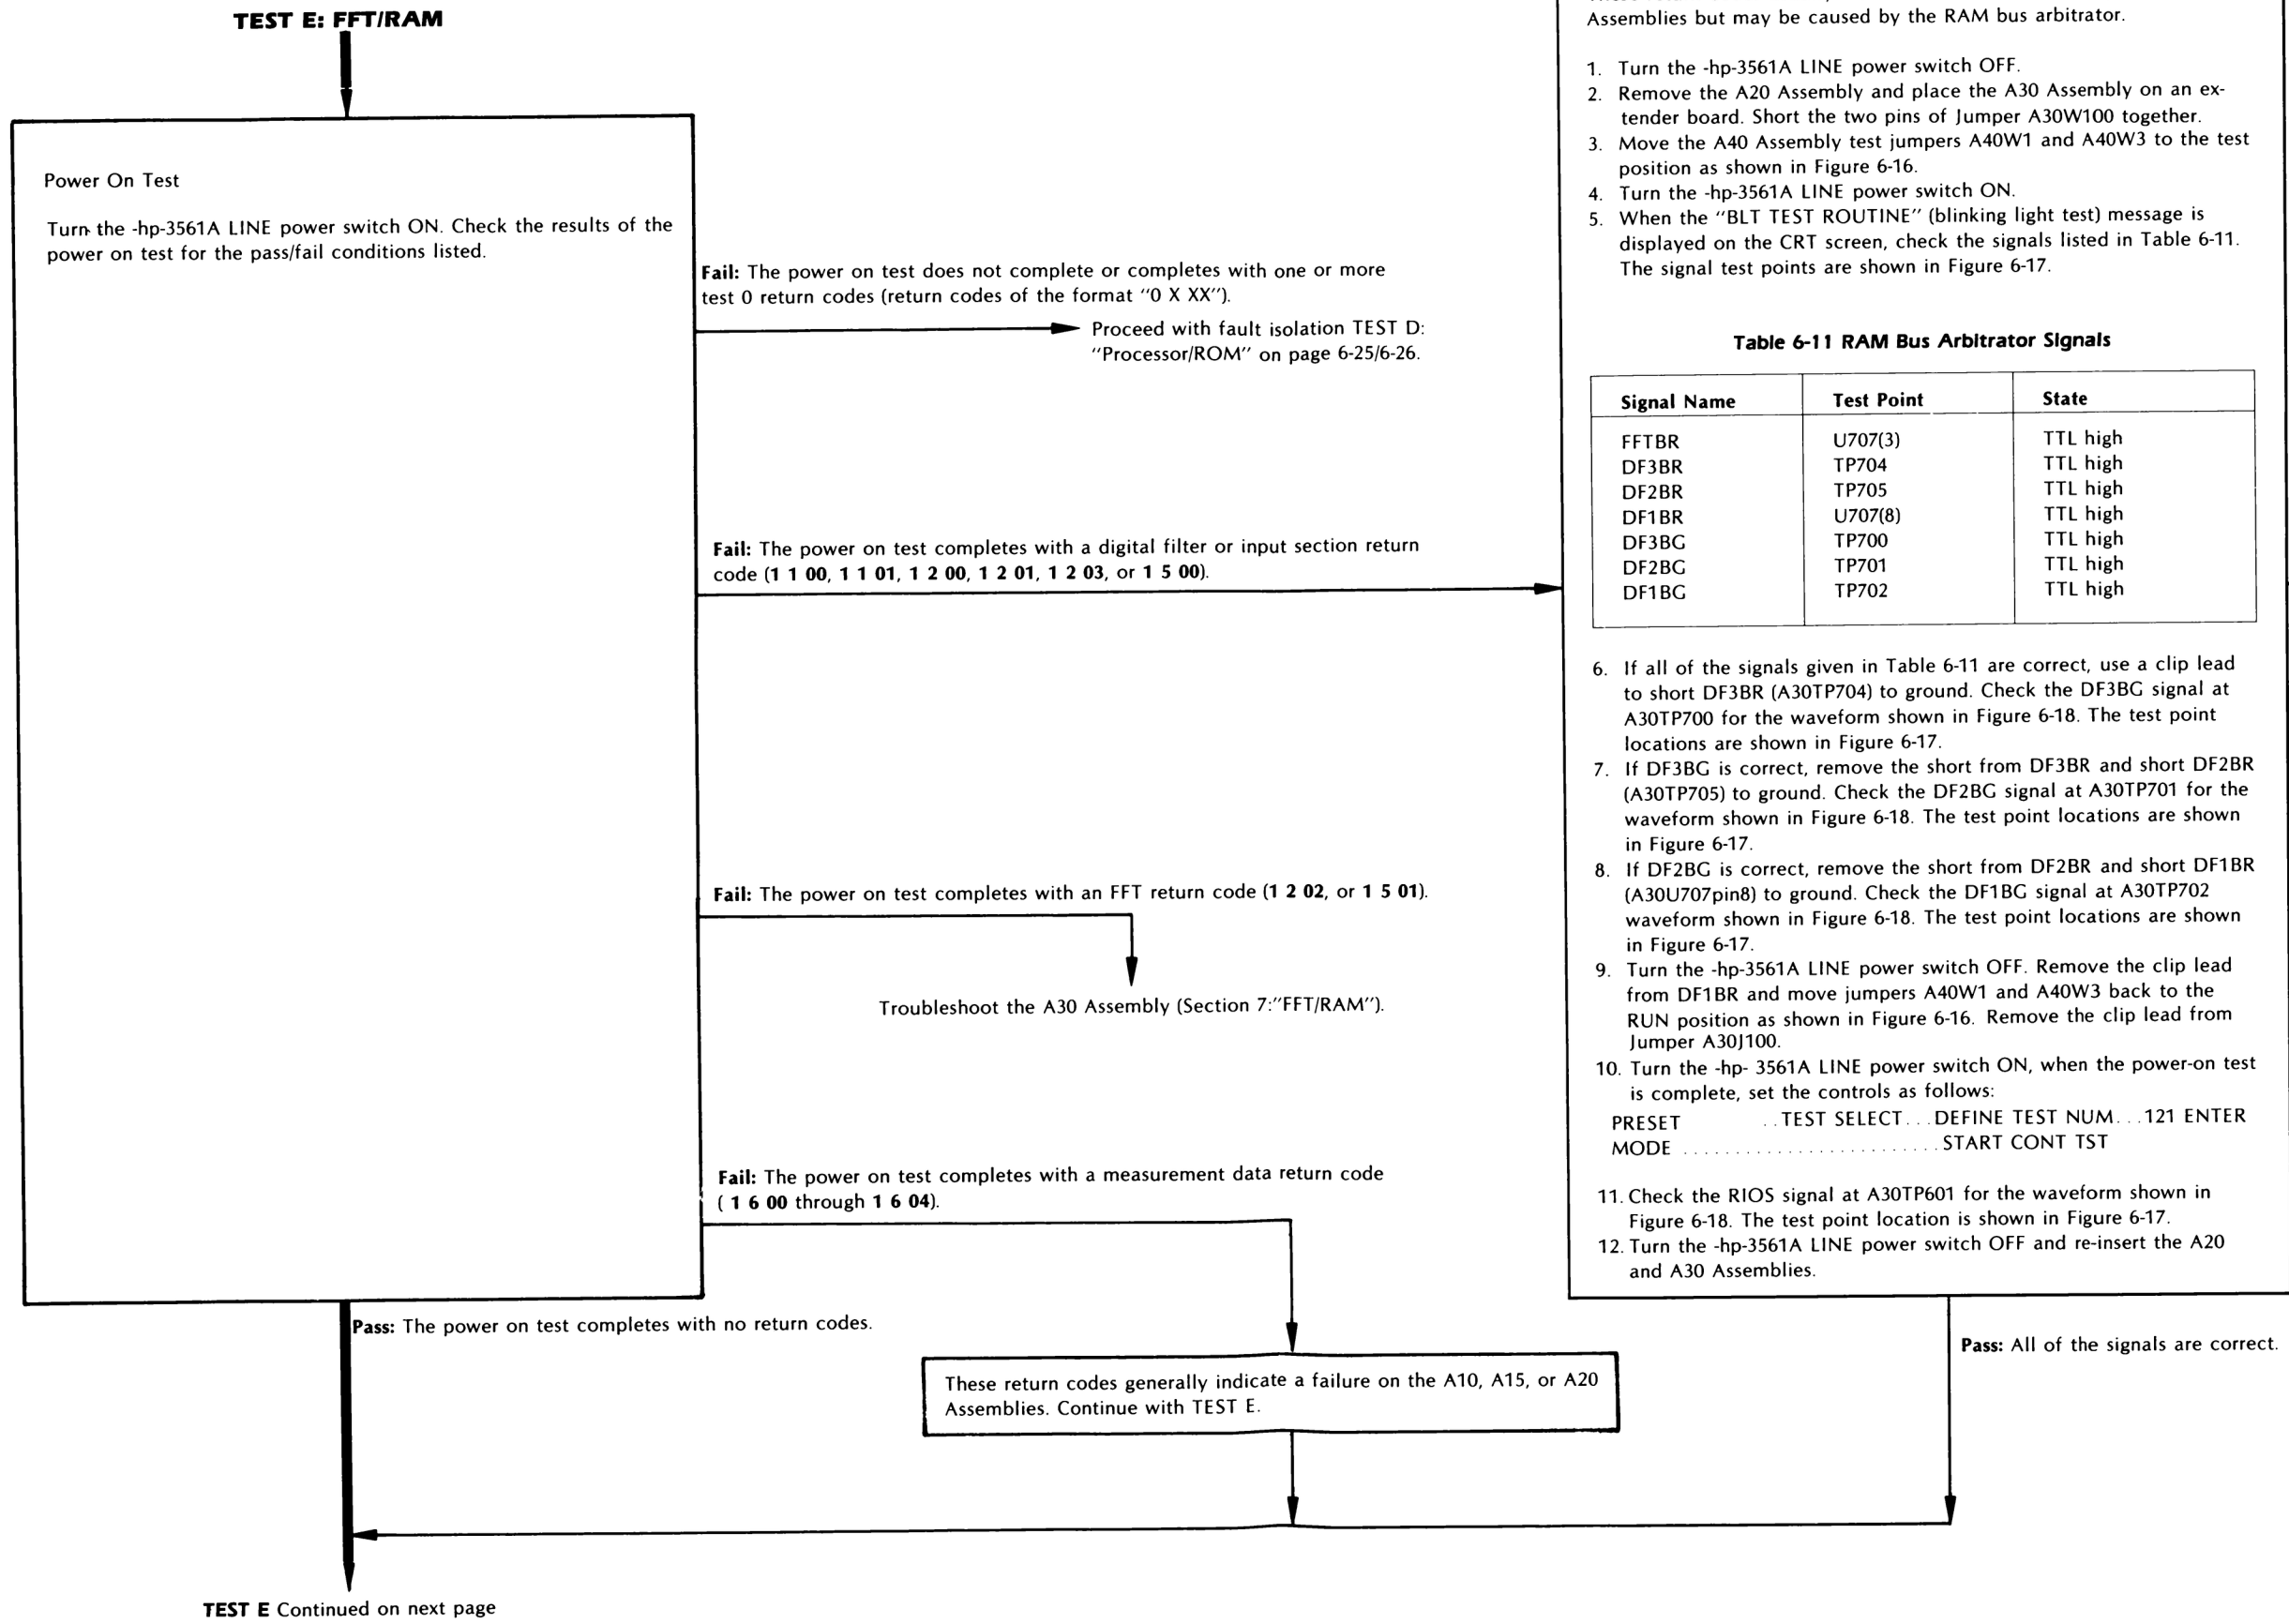 TEST E: FFT/RAM
Power On Test
Turn the -hp-3561A LINE power switch ON. Check the results of the
power on test for the pass/fail conditions listed.
Fail: The power on test does not complete or completes with one or more
test 0 return codes (return codes of the format "0 X XX").
Proceed with fault isolation TEST D:
"Processor/ROM" on page 6-25/6-26.
Fail: The power on test completes with a digital filter or input section return
code (1 1 00, 1 1 01, 1 2 00, 1 2 01, 1 2 03, or 1 5 00).
Fail: The power on test completes with an FFT return code (1 2 02, or 1 5 01).
Troubleshoot the A30 Assembly (Section 7:"FFT/RAM").
Fail: The power on test completes with a measurement data return code
( 1 6 00 through 1 6 04).
Pass: The power on test completes with no return codes.
These return codes generally indicate a failure on the A10, A15, or A20
Assemblies. Continue with TEST E.
TEST E Continued on next page
Assemblies but may be caused by the RAM bus arbitrator.
1. Turn the -hp-3561A LINE power switch OFF.
2. Remove the A20 Assembly and place the A30 Assembly on an ex-
tender board. Short the two pins of Jumper A30W100 together.
3. Move the A40 Assembly test jumpers A40W1 and A40W3 to the test
position as shown in Figure 6-16.
4. Turn the -hp-3561A LINE power switch ON.
5. When the "BLT TEST ROUTINE" (blinking light test) message is
displayed on the CRT screen, check the signals listed in Table 6-11.
The signal test points are shown in Figure 6-17.
Table 6-11 RAM Bus Arbitrator Signals
Signal Name Test Point State
FFTBR U707(3) TTL high
DF3BR TP704 TTL high
DF2BR TP705 TTL high
DF1BR U707(8) TTL high
DF3BG TP700 TTL high
DF2BG TP701 TTL high
DF1BG TP702 TTL high
6. If all of the signals given in Table 6-11 are correct, use a clip lead
to short DF3BR (A30TP704) to ground. Check the DF3BG signal at
A30TP700 for the waveform shown in Figure 6-18. The test point
locations are shown in Figure 6-17.
7. If DF3BG is correct, remove the short from DF3BR and short DF2BR
(A30TP705) to ground. Check the DF2BG signal at A30TP701 for the
waveform shown in Figure 6-18. The test point locations are shown
in Figure 6-17.
8. If DF2BG is correct, remove the short from DF2BR and short DF1BR
(A30U707pin8) to ground. Check the DF1BG signal at A30TP702
waveform shown in Figure 6-18. The test point locations are shown
in Figure 6-17.
9. Turn the -hp-3561A LINE power switch OFF. Remove the clip lead
from DF1BR and move jumpers A40W1 and A40W3 back to the
RUN position as shown in Figure 6-16. Remove the clip lead from
Jumper A30J100.
10. Turn the -hp- 3561A LINE power switch ON, when the power-on test
is complete, set the controls as follows:
PRESET ..TEST SELECT...DEFINE TEST NUM...121 ENTER
MODE .........................START CONT TST
11. Check the RIOS signal at A30TP601 for the waveform shown in
Figure 6-18. The test point location is shown in Figure 6-17.
12. Turn the -hp-3561A LINE power switch OFF and re-insert the A20
and A30 Assemblies.
Pass: All of the signals are correct.